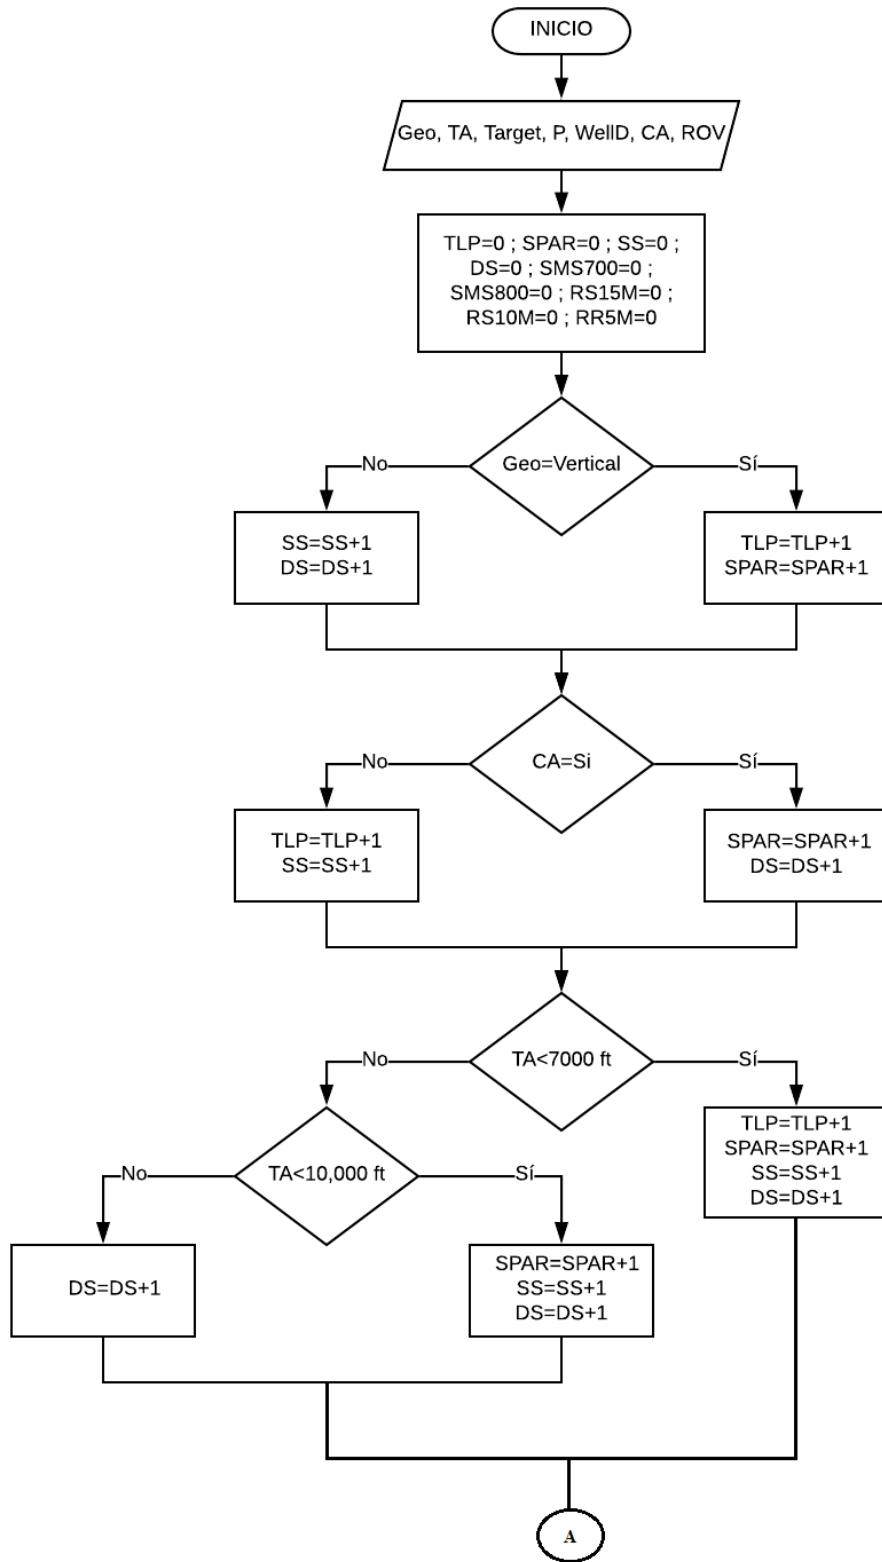 INICIO
Geo, TA, Target, P, WellD, CA, ROV
TLP=0 ; SPAR=0 ; SS=0 ;
DS=0 ; SMS700=0 ;
SMS800=0 ; RS15M=0 ;
RS10M=0 ; RR5M=0
Geo=Vertical
No
Sí
SS=SS+1
DS=DS+1
TLP=TLP+1
SPAR=SPAR+1
CA=Si
No
Sí
TLP=TLP+1
SS=SS+1
SPAR=SPAR+1
DS=DS+1
TA<7000 ft
No
Sí
TLP=TLP+1
SPAR=SPAR+1
SS=SS+1
DS=DS+1
TA<10,000 ft
No
Sí
DS=DS+1
SPAR=SPAR+1
SS=SS+1
DS=DS+1
A